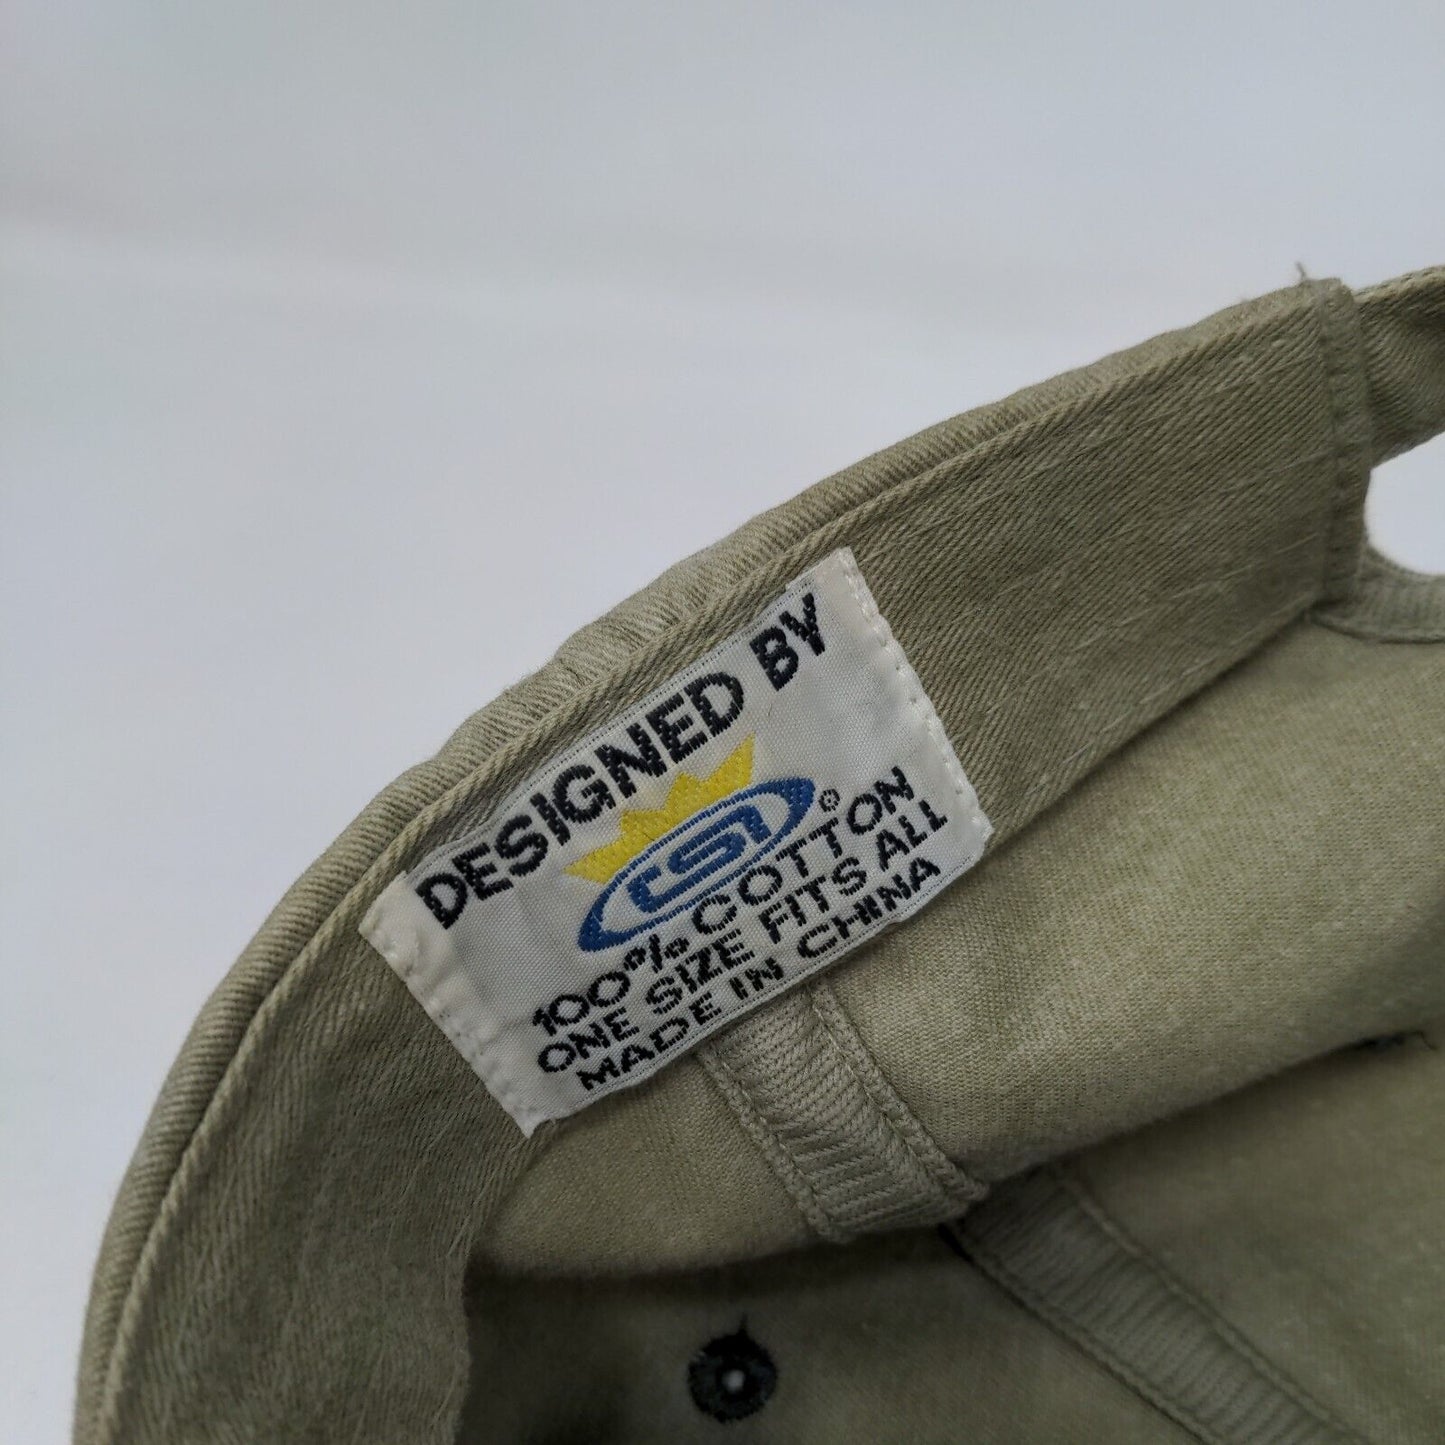 DESIGNED BY
CSI®
100% COTTON
ONE SIZE FITS ALL
MADE IN CHINA